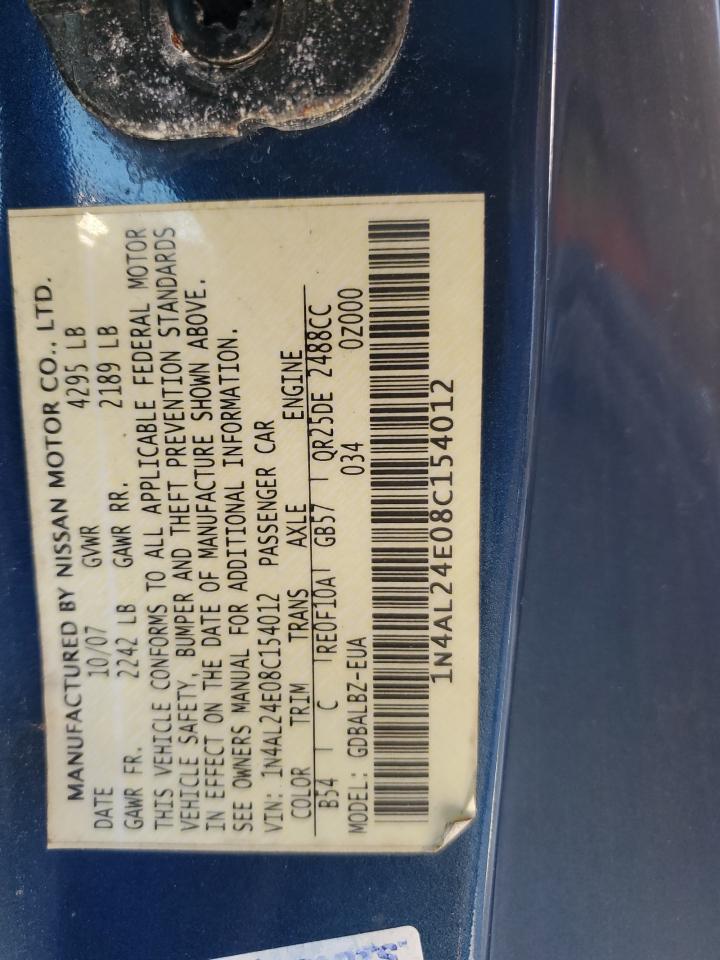 MANUFACTURED BY NISSAN MOTOR CO., LTD.
DATE 10/07 GVWR 4295 LB
GAWR FR. 2242 LB GAWR RR. 2189 LB
THIS VEHICLE CONFORMS TO ALL APPLICABLE FEDERAL MOTOR
VEHICLE SAFETY, BUMPER AND THEFT PREVENTION STANDARDS
IN EFFECT ON THE DATE OF MANUFACTURE SHOWN ABOVE.
SEE OWNERS MANUAL FOR ADDITIONAL INFORMATION.
VIN: 1N4AL24E08C154012 PASSENGER CAR
COLOR TRIM TRANS AXLE ENGINE
B54 C RE0F10A GB57 QR25DE 2488CC
MODEL: GDBALBZ-EUA 034 0Z000
1N4AL24E08C154012